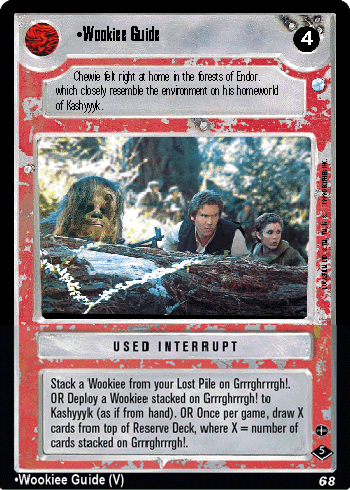 •Wookiee Guide
4
Chewie felt right at home in the forests of Endor.
which closely resemble the environment on his homeworld
of Kashyyyk.
USED INTERRUPT
Stack a Wookiee from your Lost Pile on Grrrghrrrgh!.
OR Deploy a Wookiee stacked on Grrrghrrrgh! to
Kashyyyk (as if from hand). OR Once per game, draw X
cards from top of Reserve Deck, where X = number of
cards stacked on Grrrghrrrgh!.
5
•Wookiee Guide (V)
68